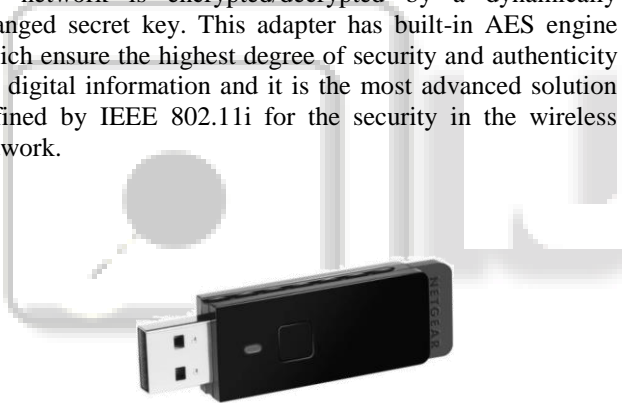 network is encrypted/decrypted by a dynamically
anged secret key. This adapter has built-in AES engine
ich ensure the highest degree of security and authenticity
digital information and it is the most advanced solution
fined by IEEE 802.11i for the security in the wireless
work.
NETGEAR